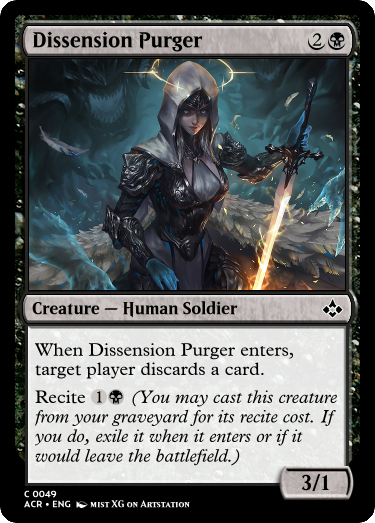 Dissension Purger 2
Creature — Human Soldier
When Dissension Purger enters,
target player discards a card.
Recite 1 (You may cast this creature
from your graveyard for its recite cost. If
you do, exile it when it enters or if it
would leave the battlefield.)
3/1
C 0049
ACR • ENG MIST XG ON ARTSTATION